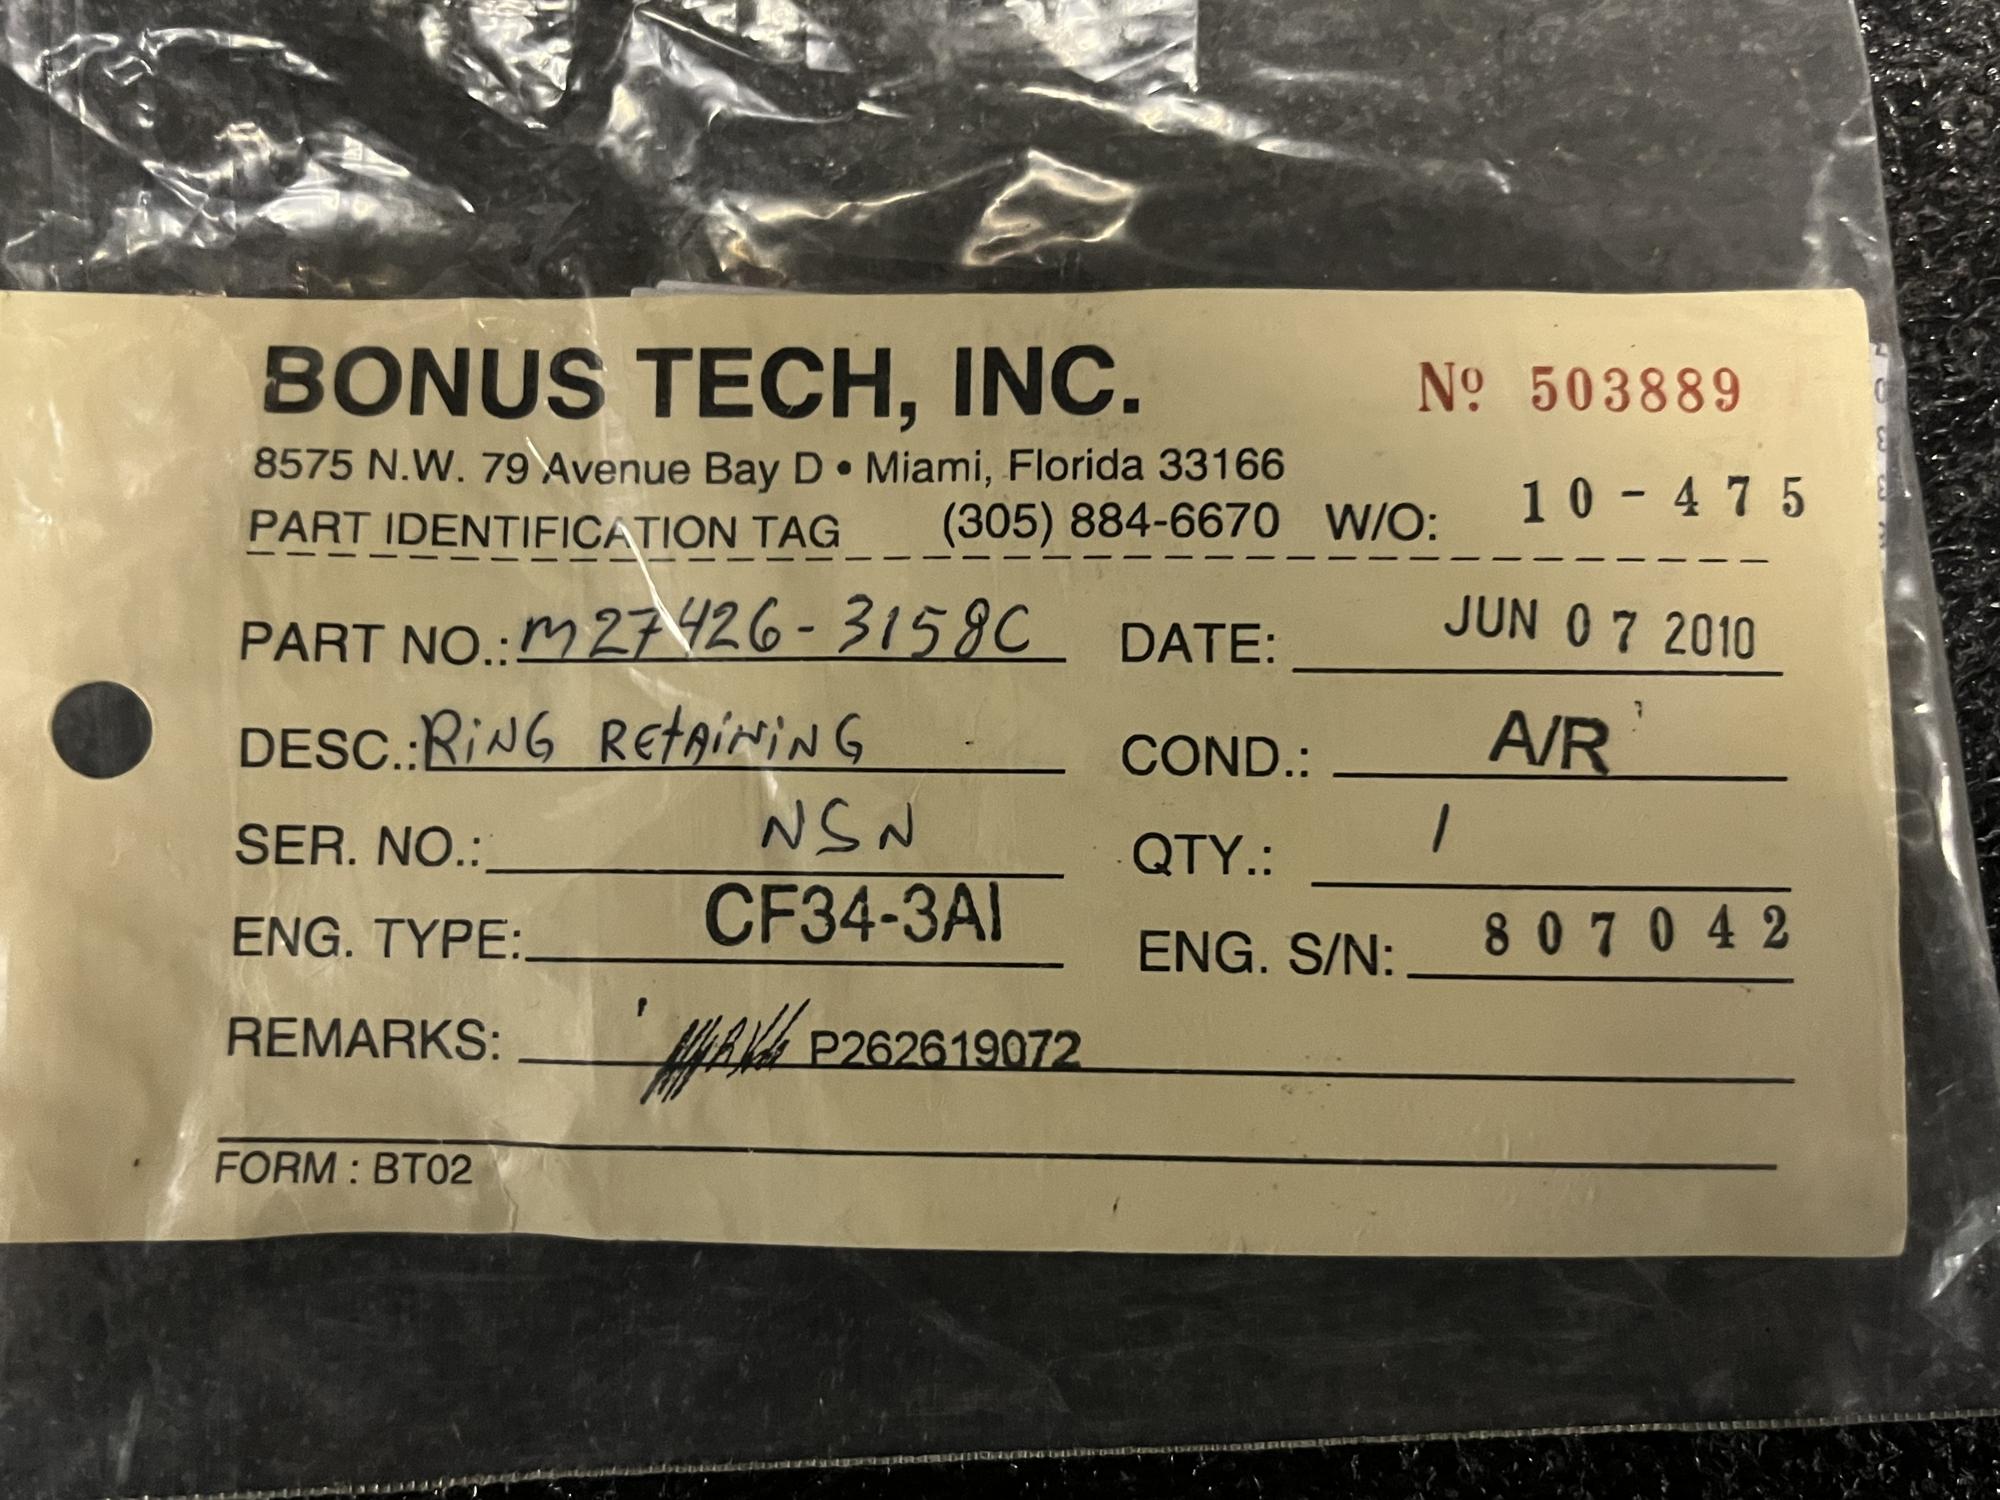 BONUS TECH, INC. Nº 503889
8575 N.W. 79 Avenue Bay D • Miami, Florida 33166
PART IDENTIFICATION TAG (305) 884-6670 W/O: 10-475
PART NO.: M27426-3158C DATE: JUN 07 2010
DESC.: RiNG REtAiNiNG COND.: A/R
SER. NO.: NSN QTY.: 1
ENG. TYPE: CF34-3AI ENG. S/N: 807042
REMARKS: P262619072
FORM : BT02